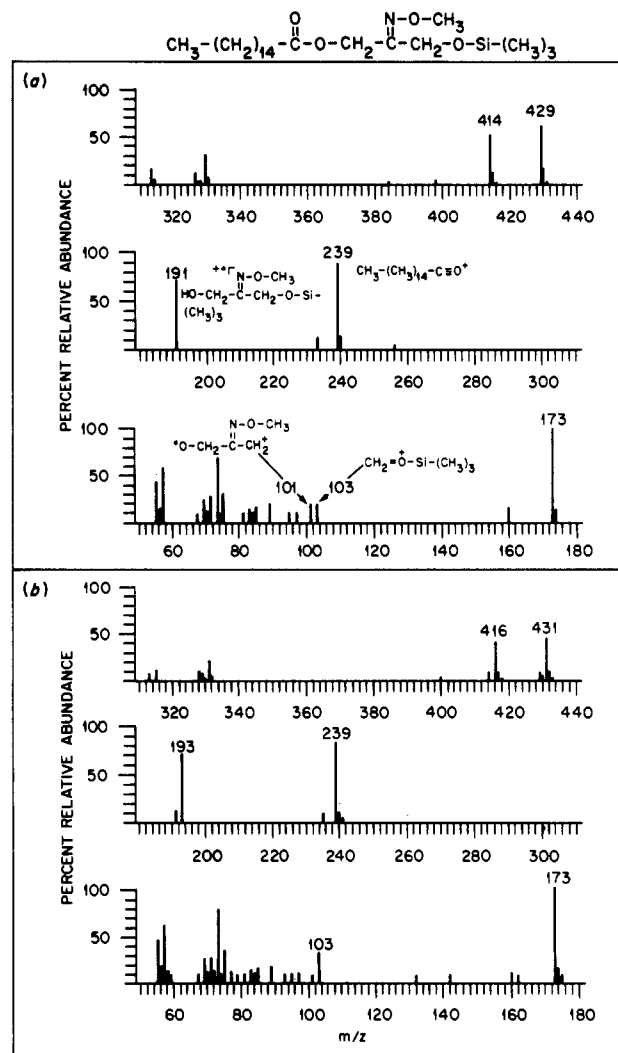 O N-O-CH₃
CH₃-(CH₂)₁₄-C-O-CH₂-C-CH₂-O-Si-(CH₃)₃
(a)
PERCENT RELATIVE ABUNDANCE
100
50
414
429
320 340 360 380 400 420 440
100
50
191
+•
N-O-CH₃
HO-CH₂-C-CH₂-O-Si-
(CH₃)₃
239
CH₃-(CH₃)₁₄-C≡O⁺
200 220 240 260 280 300
100
50
N-O-CH₃
•O-CH₂-C-CH₂⁺
101
103
CH₂=O⁺-Si-(CH₃)₃
173
60 80 100 120 140 160 180
(b)
PERCENT RELATIVE ABUNDANCE
100
50
416
431
320 340 360 380 400 420 440
100
50
193
239
200 220 240 260 280 300
100
50
103
173
60 80 100 120 140 160 180
m/z